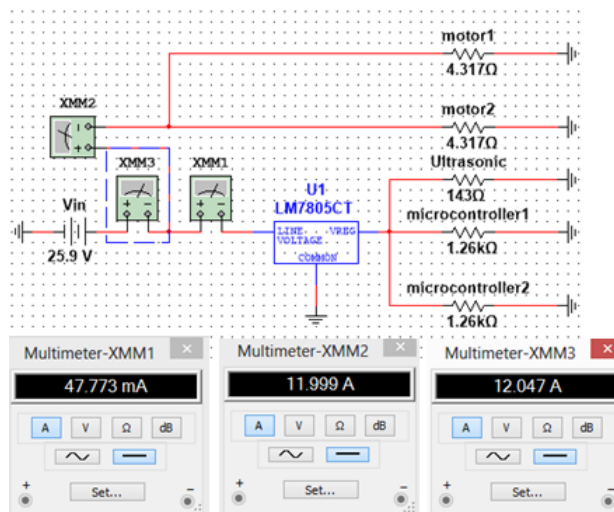 motor1
4.317Ω
XMM2
motor2
4.317Ω
XMM3
XMM1
Ultrasonic
143Ω
U1
LM7805CT
Vin
25.9 V
LINE VREG
VOLTAGE
COMMON
microcontroller1
1.26kΩ
microcontroller2
1.26kΩ
Multimeter-XMM1
47.773 mA
A V Ω dB
+ −
Set...
Multimeter-XMM2
11.999 A
A V Ω dB
+ −
Set...
Multimeter-XMM3
12.047 A
A V Ω dB
+ −
Set...